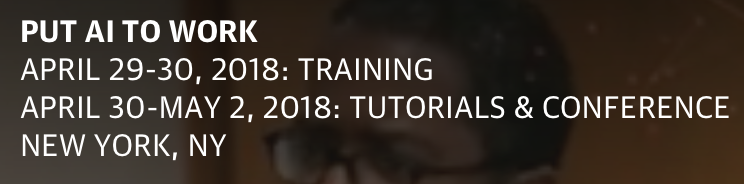 PUT AI TO WORK
APRIL 29-30, 2018: TRAINING
APRIL 30-MAY 2, 2018: TUTORIALS & CONFERENCE
NEW YORK, NY